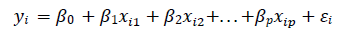 yᵢ = β₀ + β₁xᵢ₁ + β₂xᵢ₂ +…+βₚxᵢₚ + εᵢ